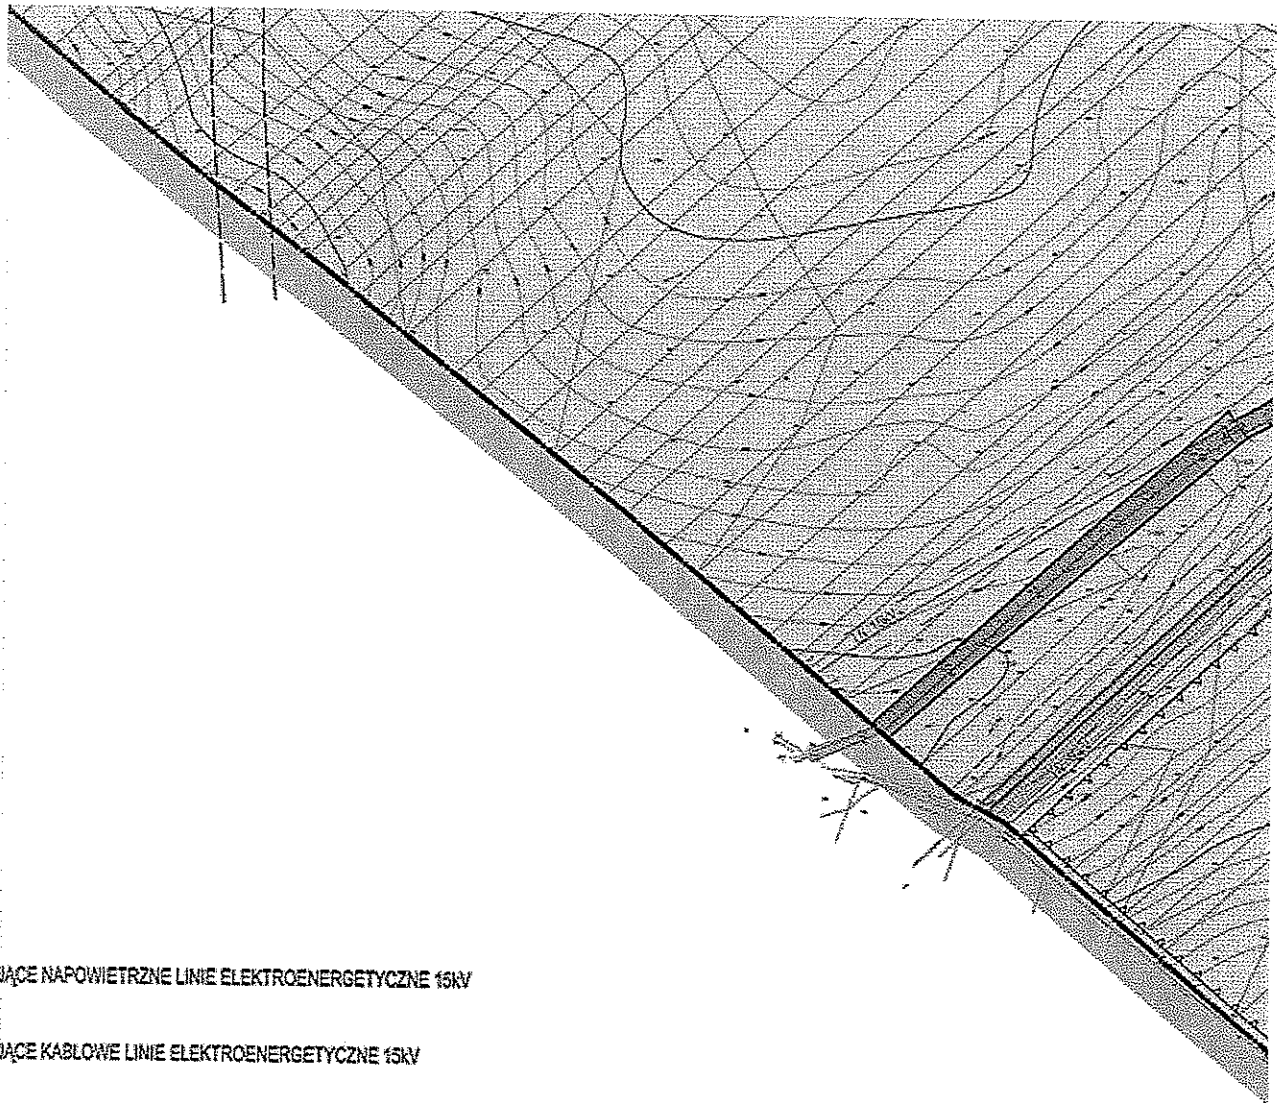 JĄCE NAPOWIETRZNE LINIE ELEKTROENERGETYCZNE 15kV
JĄCE KABLOWE LINIE ELEKTROENERGETYCZNE 15kV